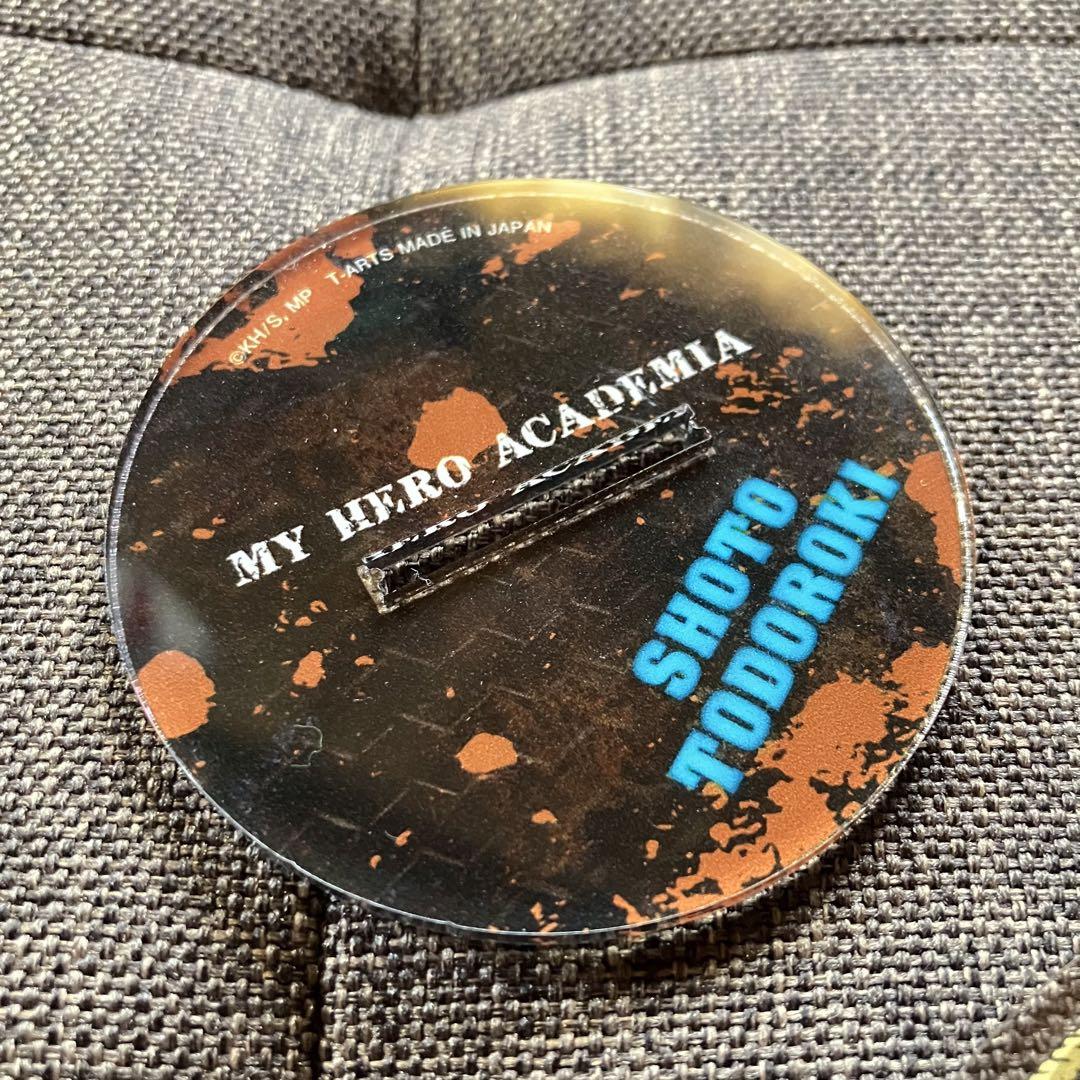 ©KH/S, MP T-ARTS MADE IN JAPAN
MY HERO ACADEMIA
SHOTO
TODOROKI